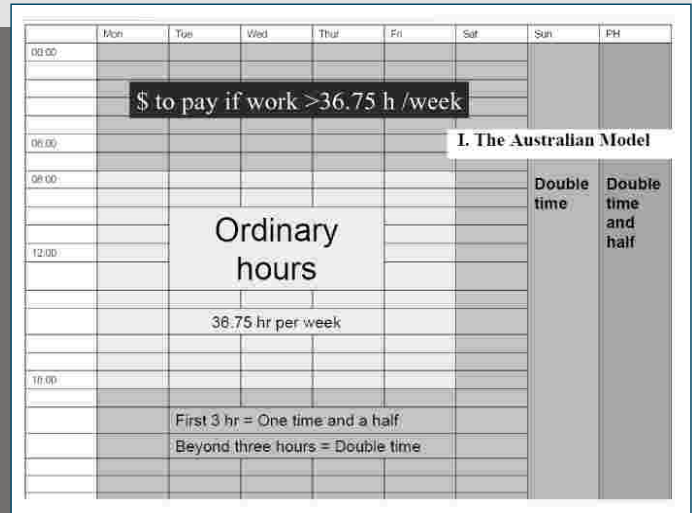 Mon Tue Wed Thur Fri Sat Sun PH
00:00
$ to pay if work >36.75 h /week
06:00
I. The Australian Model
08:00
Double time
Double time and half
Ordinary
hours
12:00
36.75 hr per week
18:00
First 3 hr = One time and a half
Beyond three hours = Double time